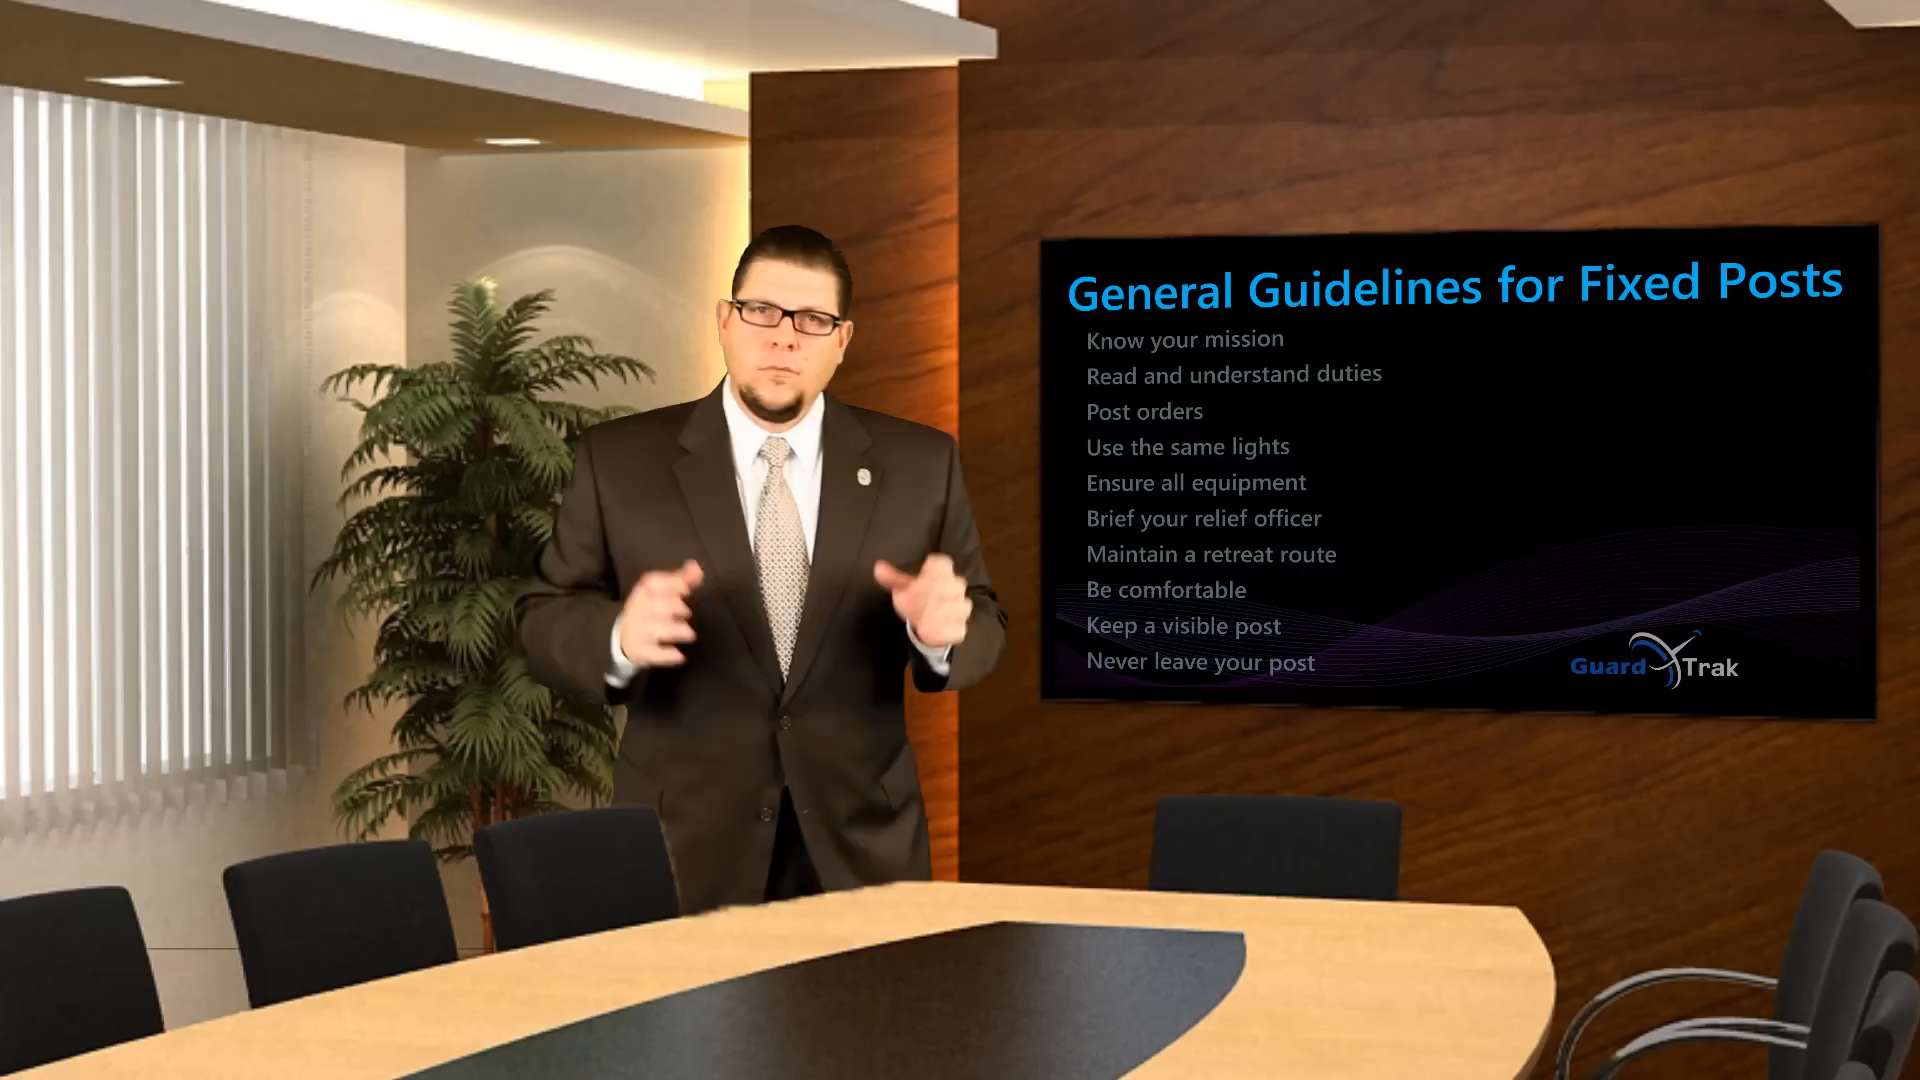 General Guidelines for Fixed Posts
Know your mission
Read and understand duties
Post orders
Use the same lights
Ensure all equipment
Brief your relief officer
Maintain a retreat route
Be comfortable
Keep a visible post
Never leave your post
Guard Trak